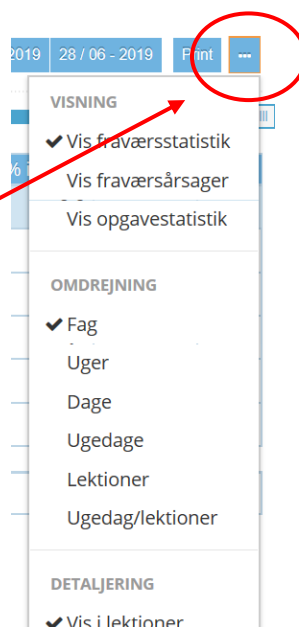 2019 28 / 06 - 2019 Print ...
VISNING
Vis fraværsstatistik
% Vis fraværsårsager
Vis opgavestatistik
OMDREJNING
Fag
Uger
Dage
Ugedage
Lektioner
Ugedag/lektioner
DETALJERING
Vis i lektioner